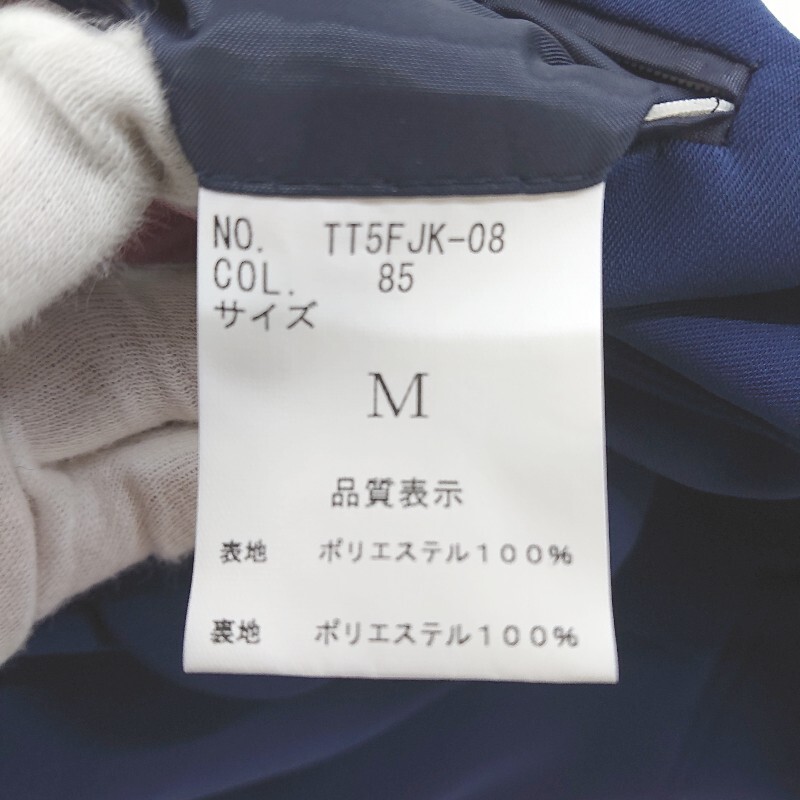 NO. TT5FJK-08
COL. 85
サイズ
M
品質表示
表地 ポリエステル１００％
裏地 ポリエステル１００％